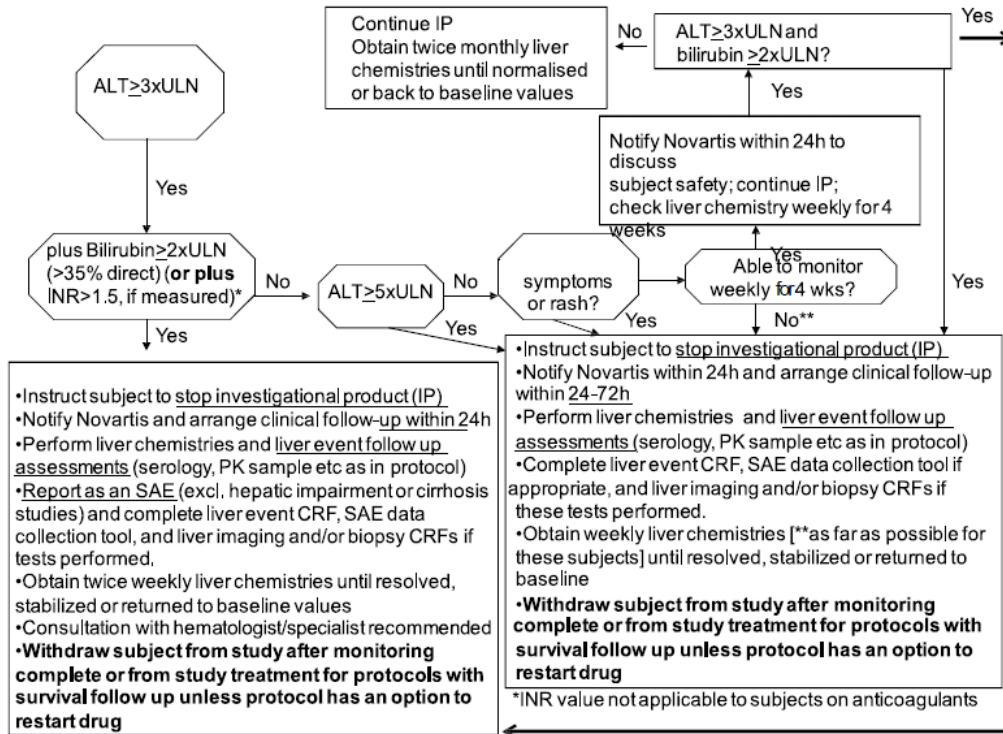 ALT>3xULN
Yes
plus Bilirubin>2xULN
(>35% direct) (or plus
INR>1.5, if measured)*
No
Yes
ALT>5xULN
No
Yes
symptoms
or rash?
Yes
Able to monitor
weekly for4 wks?
Yes
No**
Notify Novartis within 24h to
discuss
subject safety; continue IP;
check liver chemistry weekly for 4
weeks
Yes
ALT>3xULN and
bilirubin >2xULN?
No
Yes
Yes
Continue IP
Obtain twice monthly liver
chemistries until normalised
or back to baseline values
•Instruct subject to stop investigational product (IP)
•Notify Novartis and arrange clinical follow-up within 24h
•Perform liver chemistries and liver event follow up
assessments (serology, PK sample etc as in protocol)
•Report as an SAE (excl, hepatic impairment or cirrhosis
studies) and complete liver event CRF, SAE data
collection tool, and liver imaging and/or biopsy CRFs if
tests performed.
•Obtain twice weekly liver chemistries until resolved,
stabilized or returned to baseline values
•Consultation with hematologist/specialist recommended
•Withdraw subject from study after monitoring
complete or from study treatment for protocols with
survival follow up unless protocol has an option to
restart drug
•Instruct subject to stop investigational product (IP)
•Notify Novartis within 24h and arrange clinical follow-up
within 24-72h
•Perform liver chemistries and liver event follow up
assessments (serology, PK sample etc as in protocol)
•Complete liver event CRF, SAE data collection tool if
appropriate, and liver imaging and/or biopsy CRFs if
these tests performed.
•Obtain weekly liver chemistries [**as far as possible for
these subjects] until resolved, stabilized or returned to
baseline
•Withdraw subject from study after monitoring
complete or from study treatment for protocols with
survival follow up unless protocol has an option to
restart drug
*INR value not applicable to subjects on anticoagulants